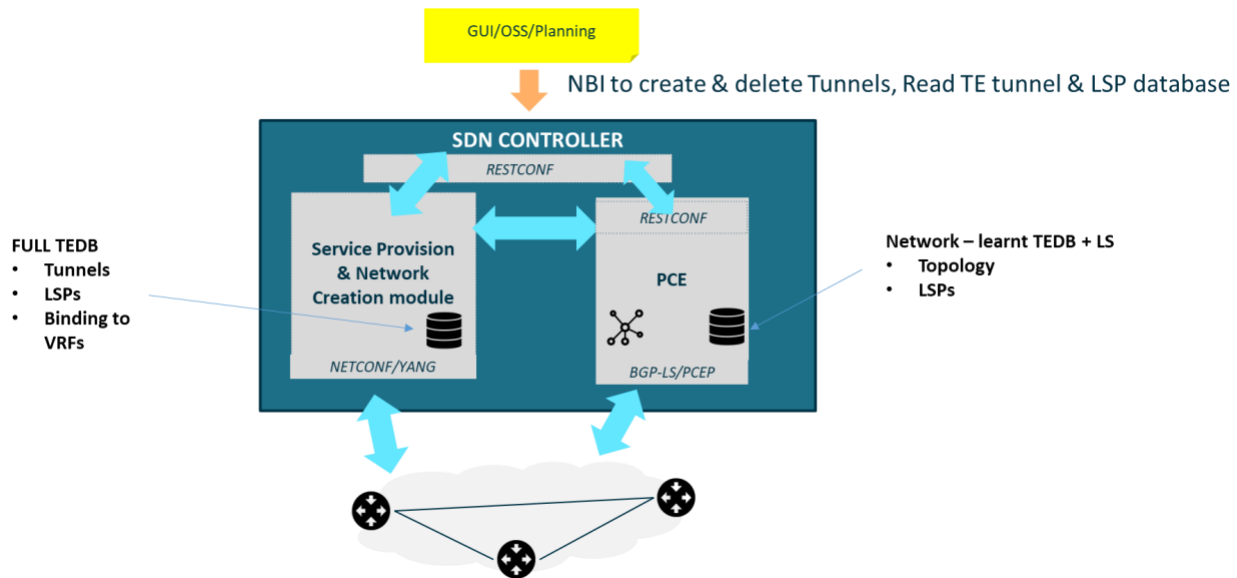 GUI/OSS/Planning
NBI to create & delete Tunnels, Read TE tunnel & LSP database
SDN CONTROLLER
RESTCONF
RESTCONF
Service Provision
& Network
Creation module
PCE
NETCONF/YANG
BGP-LS/PCEP
FULL TEDB
• Tunnels
• LSPs
• Binding to
VRFs
Network – learnt TEDB + LS
• Topology
• LSPs